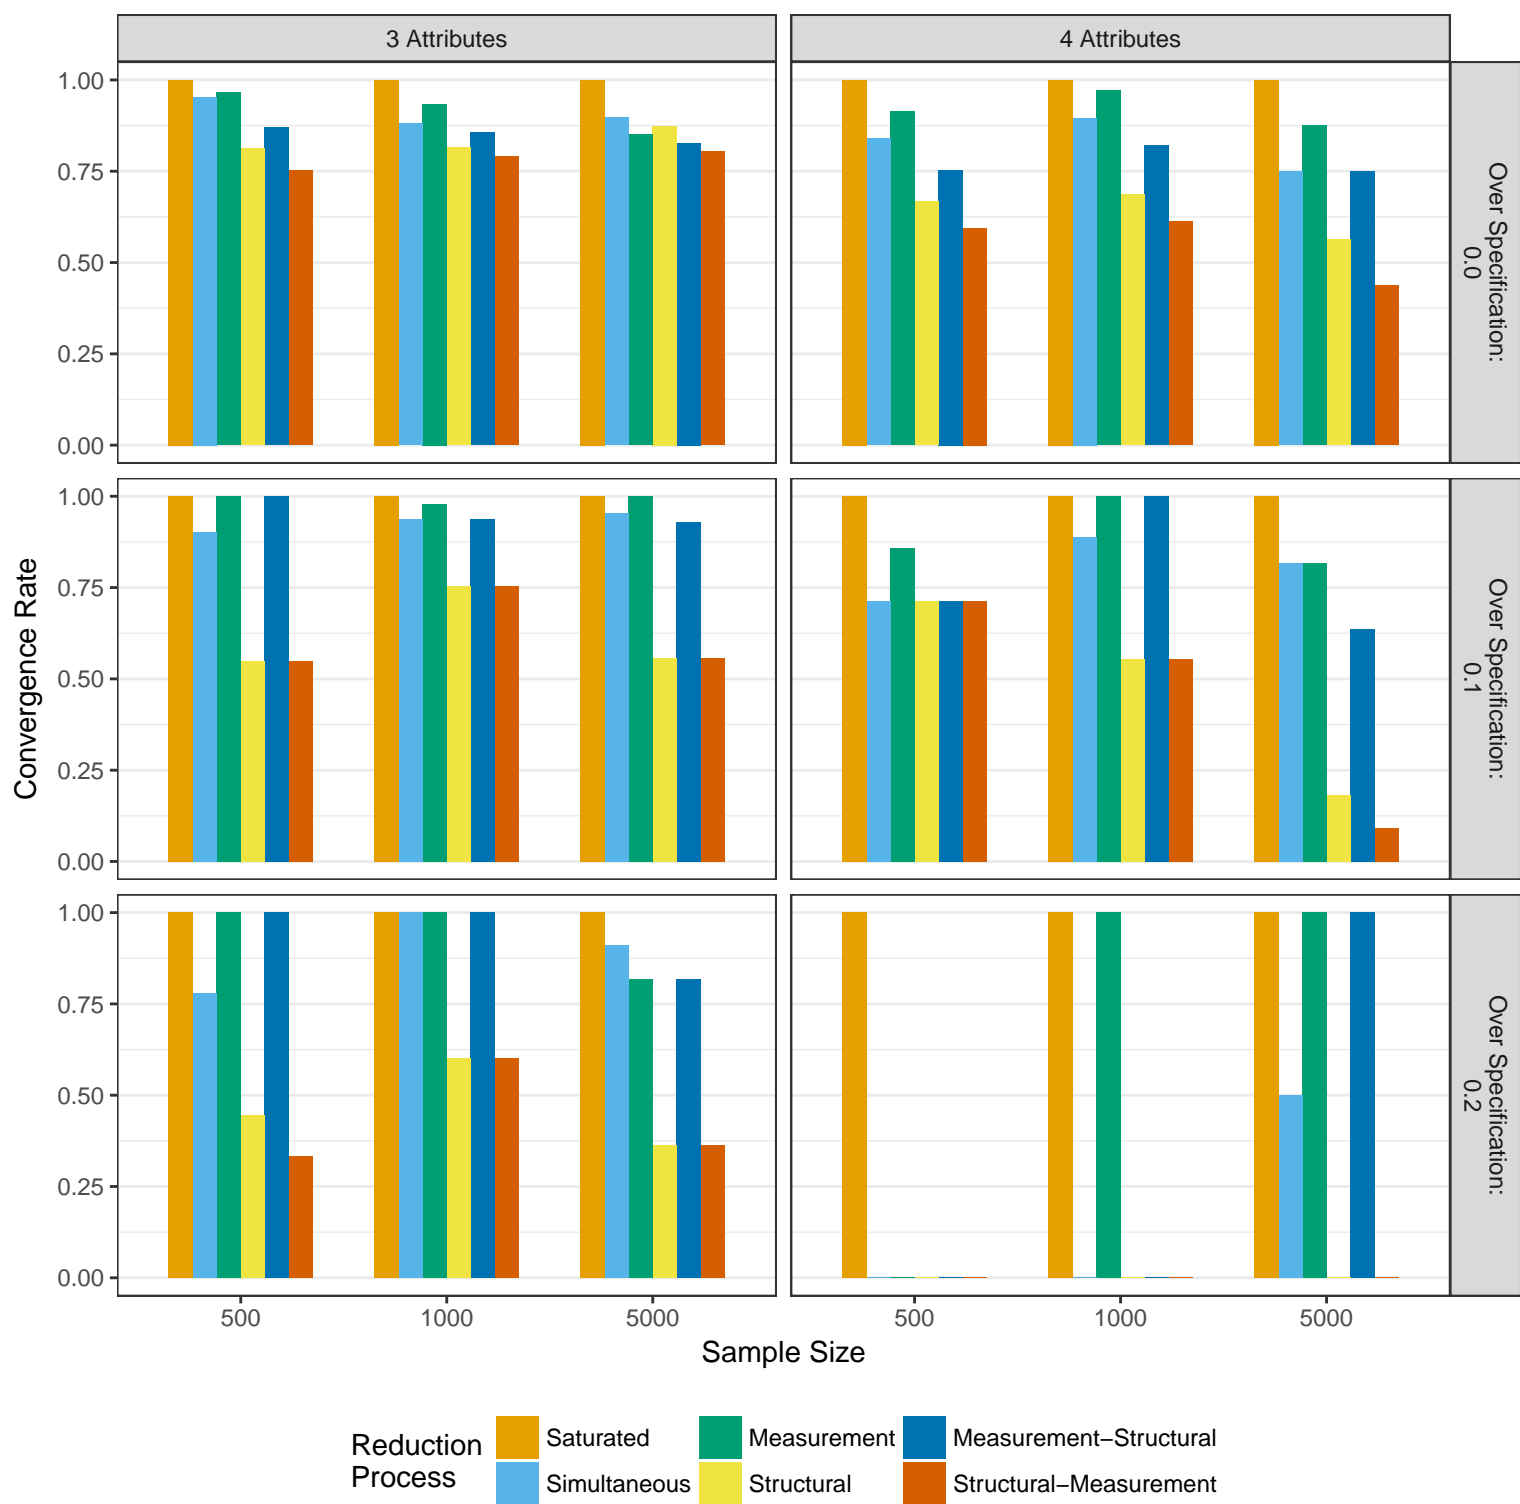 3 Attributes
4 Attributes
1.00
0.75
0.50
0.25
0.00
Over Specification:
0.0
1.00
0.75
0.50
0.25
0.00
Over Specification:
0.1
1.00
0.75
0.50
0.25
0.00
Over Specification:
0.2
Convergence Rate
500
1000
5000
500
1000
5000
Sample Size
Reduction
Process
Saturated
Measurement
Measurement−Structural
Simultaneous
Structural
Structural−Measurement